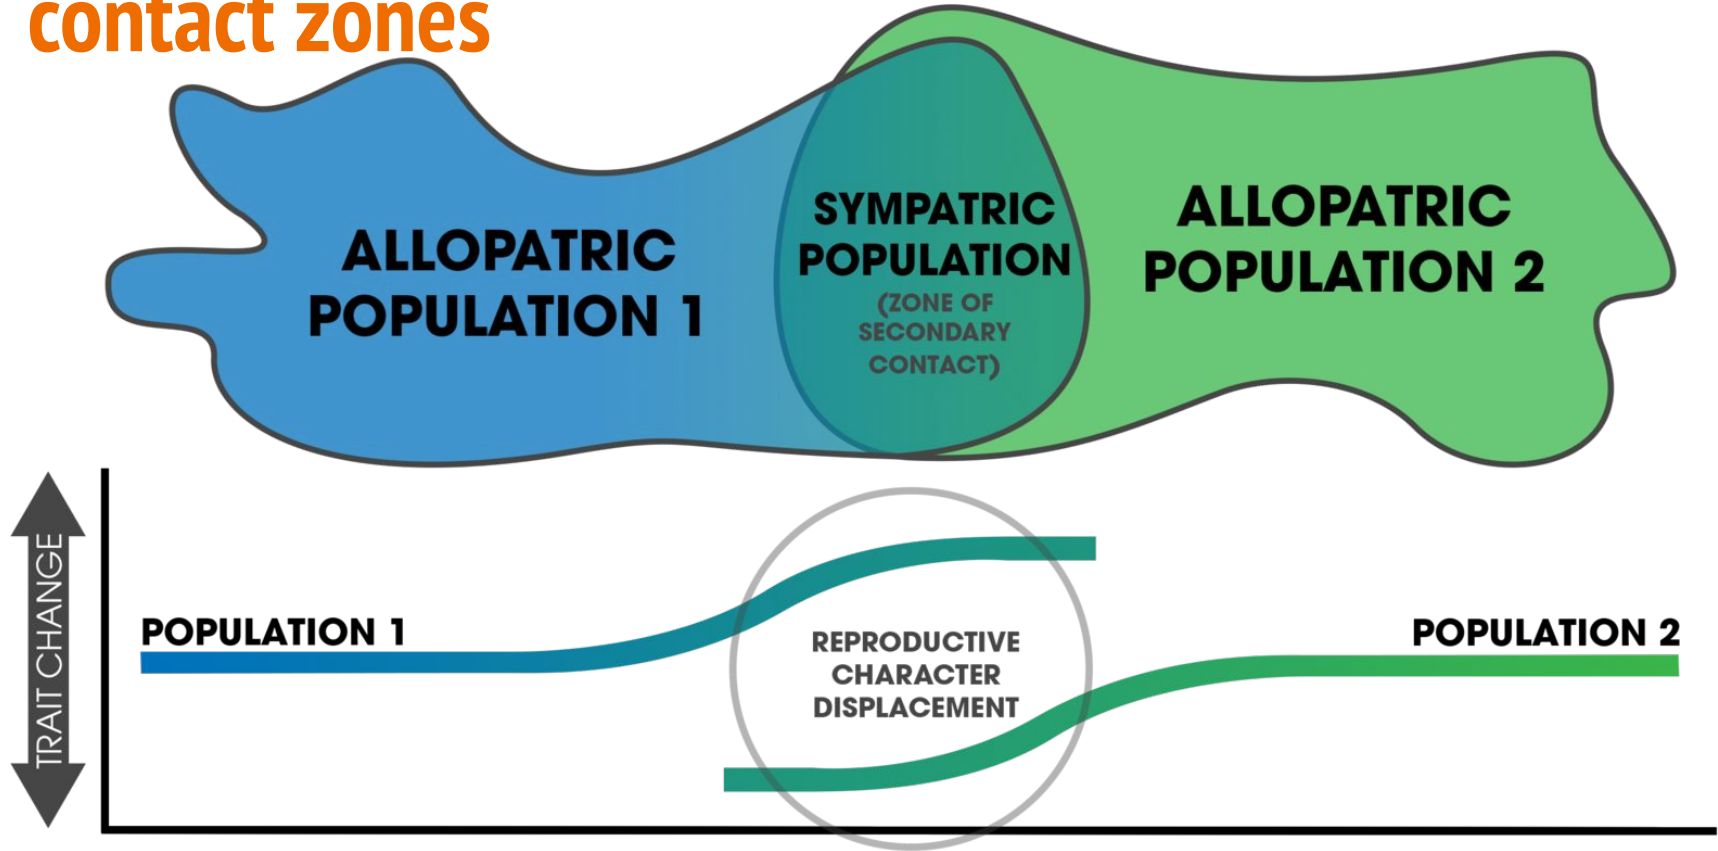 contact zones
ALLOPATRIC
POPULATION 1
SYMPATRIC
POPULATION
(ZONE OF
SECONDARY
CONTACT)
ALLOPATRIC
POPULATION 2
TRAIT CHANGE
POPULATION 1
REPRODUCTIVE
CHARACTER
DISPLACEMENT
POPULATION 2